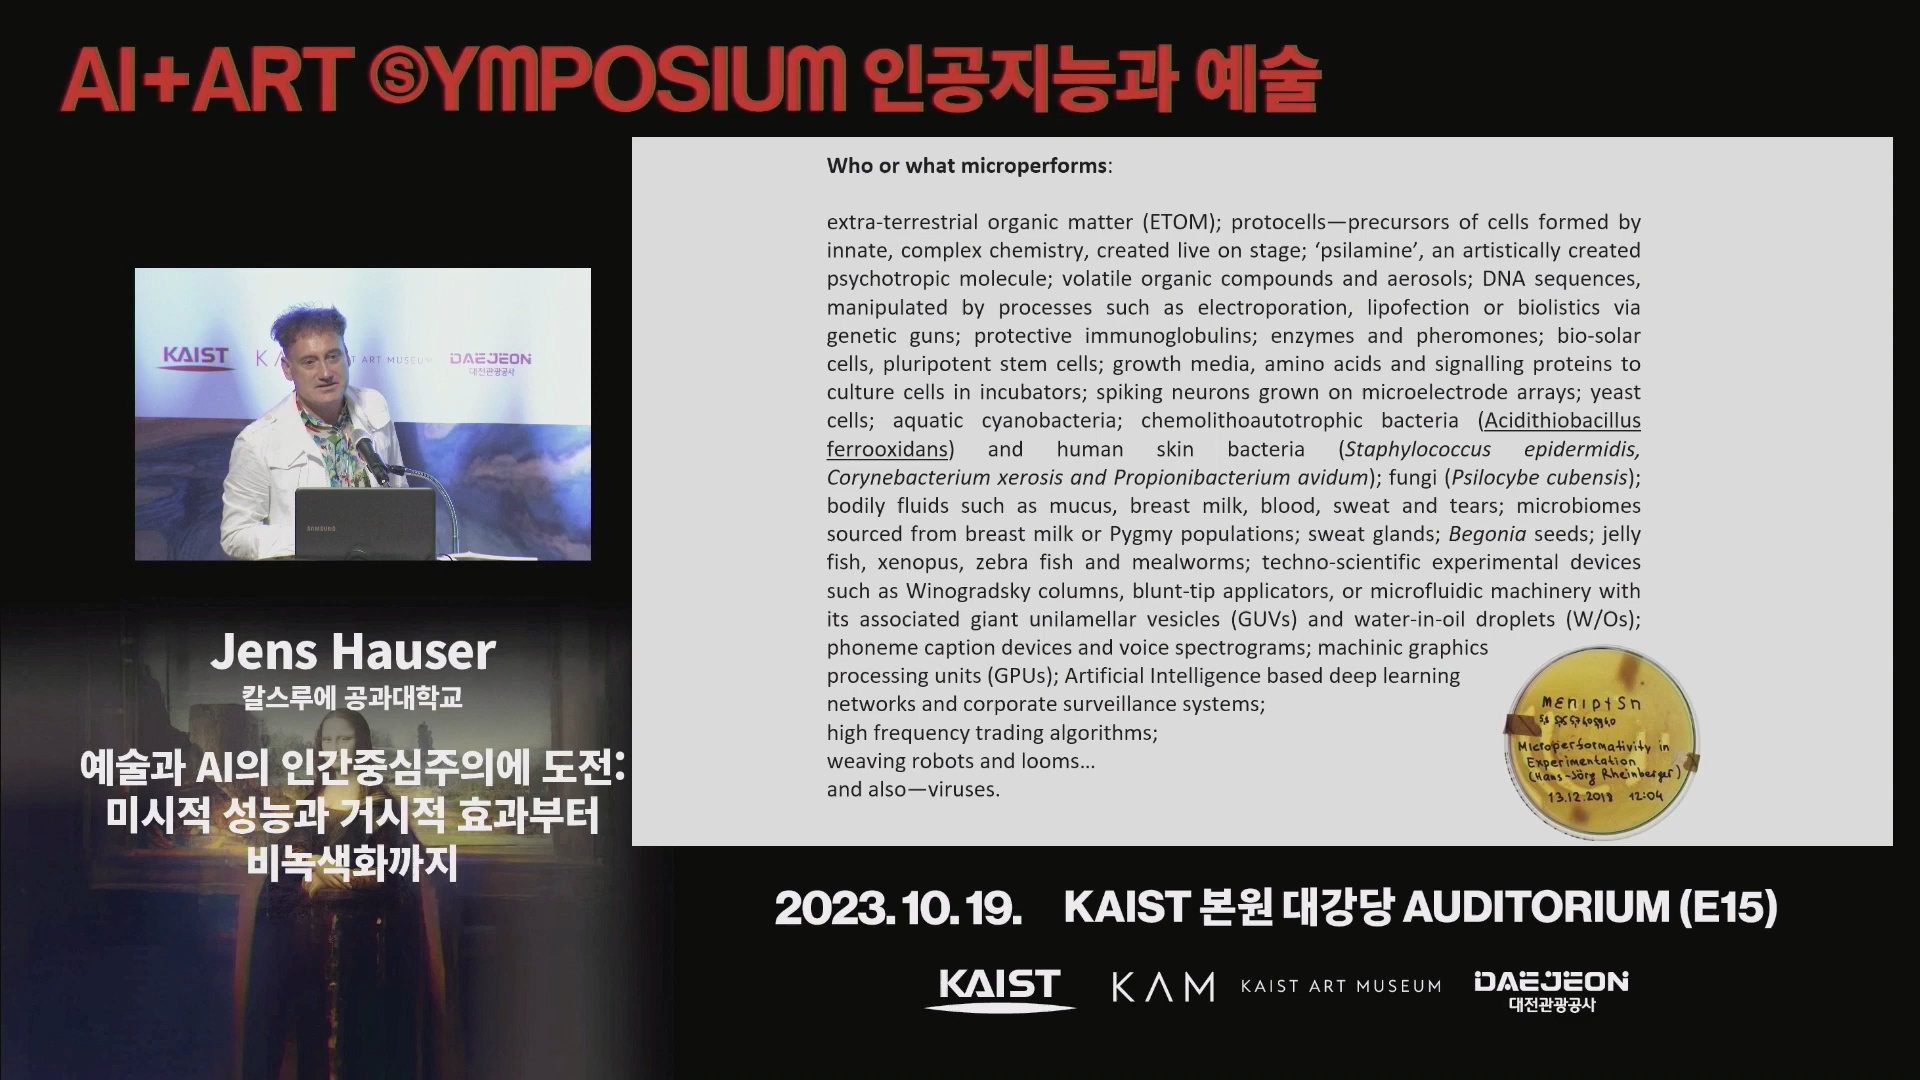 AI+ART SYMPOSIUM 인공지능과 예술
KAIST
ART MUSEUM
DAEJEON
대전관광공사
SAMSUNG
Jens Hauser
칼스루에 공과대학교
예술과 AI의 인간중심주의에 도전:
미시적 성능과 거시적 효과부터
비녹색화까지
Who or what microperforms:
extra-terrestrial organic matter (ETOM); protocells—precursors of cells formed by
innate, complex chemistry, created live on stage; ‘psilamine’, an artistically created
psychotropic molecule; volatile organic compounds and aerosols; DNA sequences,
manipulated by processes such as electroporation, lipofection or biolistics via
genetic guns; protective immunoglobulins; enzymes and pheromones; bio-solar
cells, pluripotent stem cells; growth media, amino acids and signalling proteins to
culture cells in incubators; spiking neurons grown on microelectrode arrays; yeast
cells; aquatic cyanobacteria; chemolithoautotrophic bacteria (Acidithiobacillus
ferrooxidans) and human skin bacteria (Staphylococcus epidermidis,
Corynebacterium xerosis and Propionibacterium avidum); fungi (Psilocybe cubensis);
bodily fluids such as mucus, breast milk, blood, sweat and tears; microbiomes
sourced from breast milk or Pygmy populations; sweat glands; Begonia seeds; jelly
fish, xenopus, zebra fish and mealworms; techno-scientific experimental devices
such as Winogradsky columns, blunt-tip applicators, or microfluidic machinery with
its associated giant unilamellar vesicles (GUVs) and water-in-oil droplets (W/Os);
phoneme caption devices and voice spectrograms; machinic graphics
processing units (GPUs); Artificial Intelligence based deep learning
networks and corporate surveillance systems;
high frequency trading algorithms;
weaving robots and looms...
and also—viruses.
MEnIptSn
Microperformativity in
Experimentation
(Hans-Jörg Rheinberger)
13.12.2018 12:04
2023.10.19. KAIST 본원 대강당 AUDITORIUM (E15)
KAIST
KAM KAIST ART MUSEUM
DAEJEON
대전관광공사